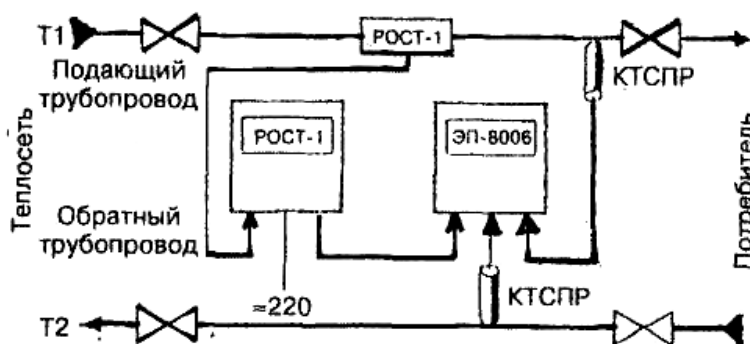 Т1
РОСТ-1
Подающий
трубопровод
КТСПР
Теплосеть
РОСТ-1
ЭП-8006
Потребитель
Обратный
трубопровод
≈220
КТСПР
Т2